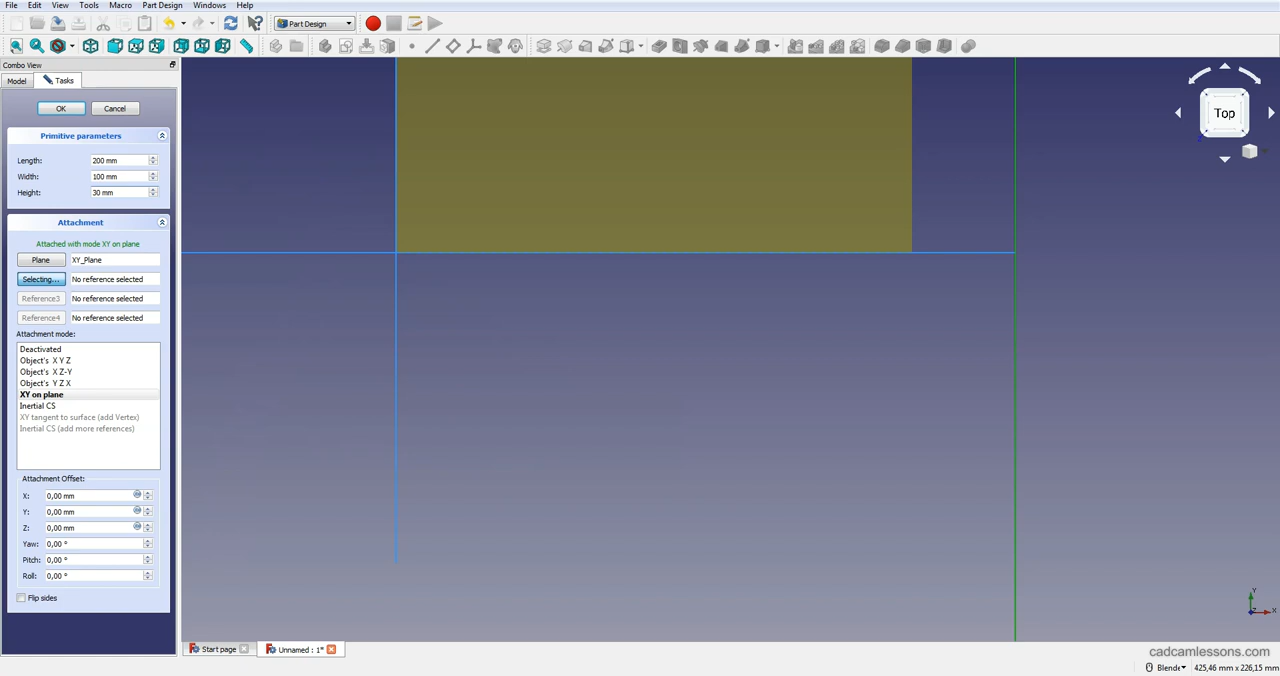 File Edit View Tools Macro Part Design Windows Help
Part Design
Combo View
Model Tasks
OK Cancel
Primitive parameters
Length: 200 mm
Width: 100 mm
Height: 30 mm
Attachment
Attached with mode XY on plane
Plane XY_Plane
Selecting... No reference selected
Reference3 No reference selected
Reference4 No reference selected
Attachment mode:
Deactivated
Object's X Y Z
Object's X Z-Y
Object's Y Z X
XY on plane
Inertial CS
XY tangent to surface (add Vertex)
Inertial CS (add more references)
Attachment Offset:
X: 0,00 mm
Y: 0,00 mm
Z: 0,00 mm
Yaw: 0,00 °
Pitch: 0,00 °
Roll: 0,00 °
Flip sides
Top
Y
Z X
Start page Unnamed : 1*
cadcamlessons.com
Blende 425,46 mm x 226,15 mm